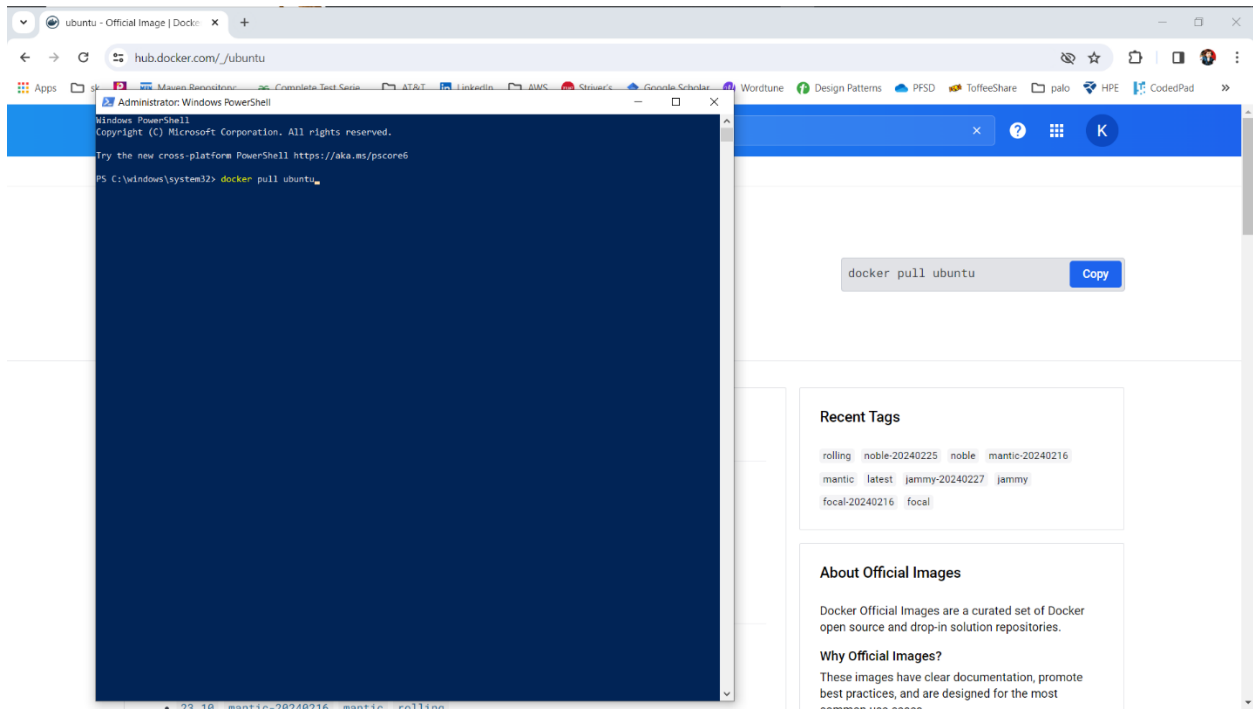 ubuntu - Official Image | Docke
hub.docker.com/_/ubuntu
Apps Maven Repository Complete Test Serie AT&T LinkedIn AWS Striver's Google Scholar Wordtune Design Patterns PFSD ToffeeShare palo HPE CodedPad
Administrator: Windows PowerShell
Windows PowerShell
Copyright (C) Microsoft Corporation. All rights reserved.
Try the new cross-platform PowerShell https://aka.ms/pscore6
PS C:\windows\system32> docker pull ubuntu
K
docker pull ubuntu Copy
Recent Tags
rolling noble-20240225 noble mantic-20240216
mantic latest jammy-20240227 jammy
focal-20240216 focal
About Official Images
Docker Official Images are a curated set of Docker
open source and drop-in solution repositories.
Why Official Images?
These images have clear documentation, promote
best practices, and are designed for the most
common use cases
23.10 mantic-20240216 mantic rolling